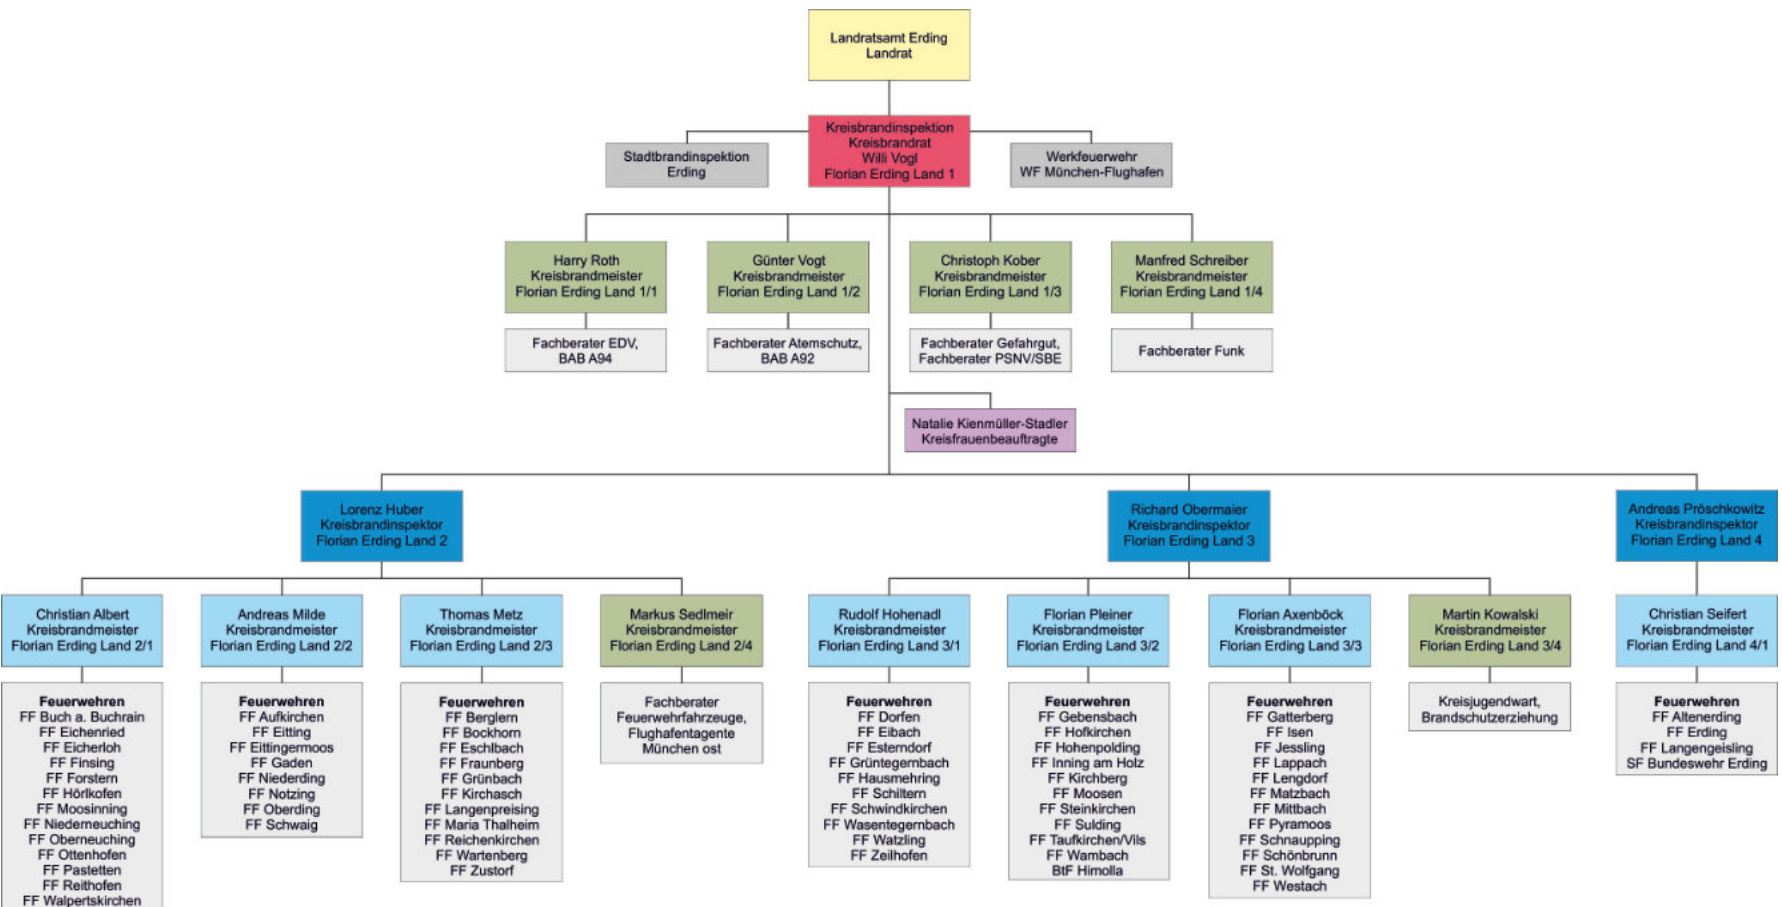 Landratsamt Erding
Landrat
Kreisbrandinspektion
Kreisbrandrat
Willi Vogl
Florian Erding Land 1
Stadtbrandinspektion
Erding
Werkfeuerwehr
WF München-Flughafen
Harry Roth
Kreisbrandmeister
Florian Erding Land 1/1
Günter Vogt
Kreisbrandmeister
Florian Erding Land 1/2
Christoph Kober
Kreisbrandmeister
Florian Erding Land 1/3
Manfred Schreiber
Kreisbrandmeister
Florian Erding Land 1/4
Fachberater EDV,
BAB A94
Fachberater Atemschutz,
BAB A92
Fachberater Gefahrgut,
Fachberater PSNV/SBE
Fachberater Funk
Natalie Kienmüller-Stadler
Kreisfrauenbeauftragte
Lorenz Huber
Kreisbrandinspektor
Florian Erding Land 2
Richard Obermaier
Kreisbrandinspektor
Florian Erding Land 3
Andreas Pröschkowitz
Kreisbrandinspektor
Florian Erding Land 4
Christian Albert
Kreisbrandmeister
Florian Erding Land 2/1
Andreas Milde
Kreisbrandmeister
Florian Erding Land 2/2
Thomas Metz
Kreisbrandmeister
Florian Erding Land 2/3
Markus Sedlmeir
Kreisbrandmeister
Florian Erding Land 2/4
Rudolf Hohenadl
Kreisbrandmeister
Florian Erding Land 3/1
Florian Pleiner
Kreisbrandmeister
Florian Erding Land 3/2
Florian Axenböck
Kreisbrandmeister
Florian Erding Land 3/3
Martin Kowalski
Kreisbrandmeister
Florian Erding Land 3/4
Christian Seifert
Kreisbrandmeister
Florian Erding Land 4/1
Feuerwehren
FF Buch a. Buchrain
FF Eichenried
FF Eicherloh
FF Finsing
FF Forstern
FF Hörlkofen
FF Moosinning
FF Niederneuching
FF Oberneuching
FF Ottenhofen
FF Pastetten
FF Reithofen
FF Walpertskirchen
Feuerwehren
FF Aufkirchen
FF Eitting
FF Eittingermoos
FF Gaden
FF Niederding
FF Notzing
FF Oberding
FF Schwaig
Feuerwehren
FF Berglern
FF Bockhorn
FF Eschlbach
FF Fraunberg
FF Grünbach
FF Kirchasch
FF Langenpreising
FF Maria Thalheim
FF Reichenkirchen
FF Wartenberg
FF Zustorf
Fachberater
Feuerwehrfahrzeuge,
Flughafentagente
München ost
Feuerwehren
FF Dorfen
FF Eibach
FF Esterndorf
FF Grüntegernbach
FF Hausmehring
FF Schiltern
FF Schwindkirchen
FF Wasentegernbach
FF Watzling
FF Zeilhofen
Feuerwehren
FF Gebensbach
FF Hofkirchen
FF Hohenpolding
FF Inning am Holz
FF Kirchberg
FF Moosen
FF Steinkirchen
FF Sulding
FF Taufkirchen/Vils
FF Wambach
BtF Himolla
Feuerwehren
FF Gatterberg
FF Isen
FF Jessling
FF Lappach
FF Lengdorf
FF Matzbach
FF Mittbach
FF Pyramoos
FF Schnaupping
FF Schönbrunn
FF St. Wolfgang
FF Westach
Kreisjugendwart,
Brandschutzerziehung
Feuerwehren
FF Altenerding
FF Erding
FF Langengeisling
SF Bundeswehr Erding